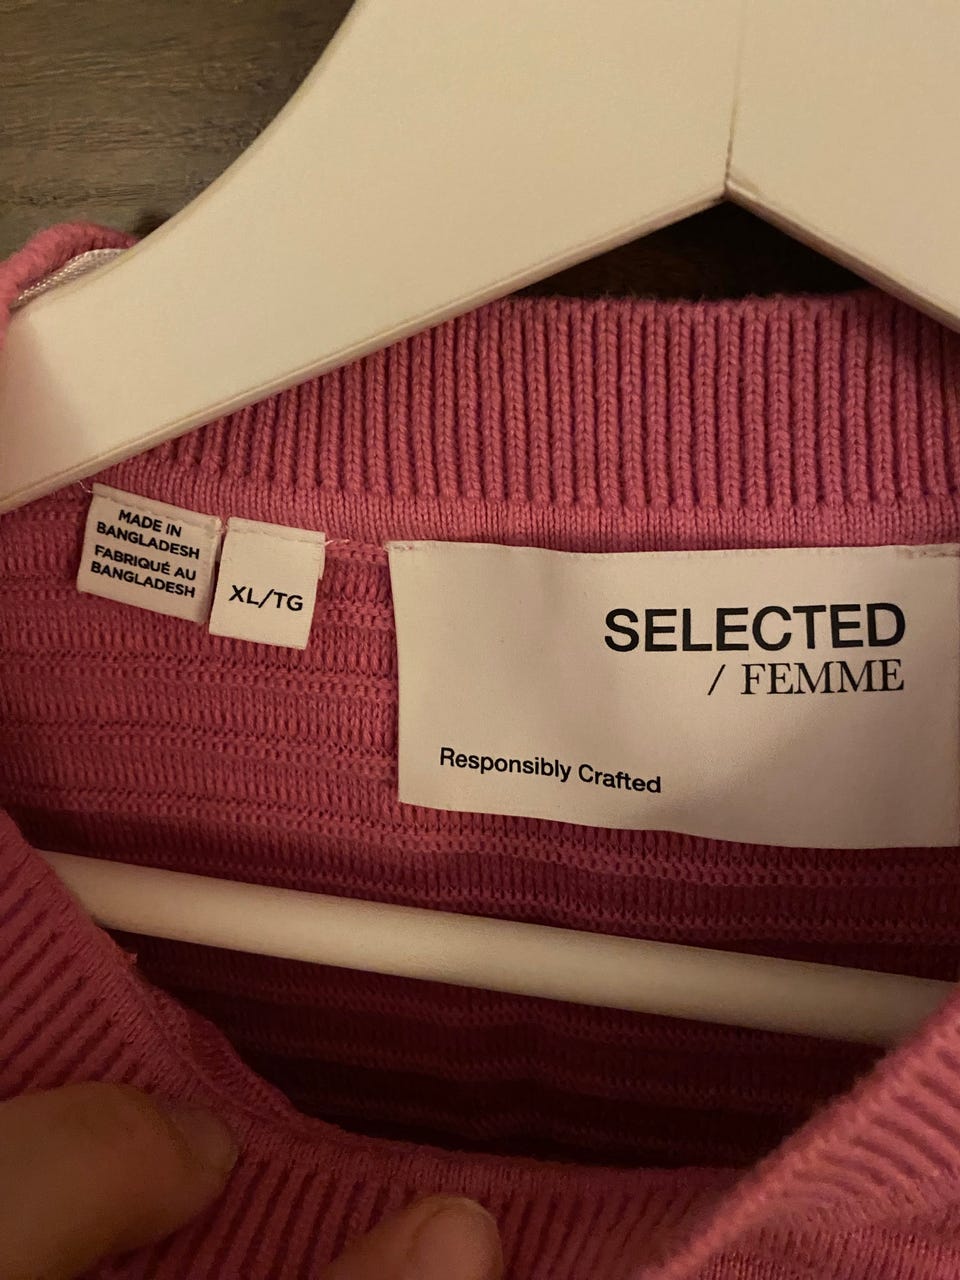 MADE IN
BANGLADESH
FABRIQUÉ AU
BANGLADESH
XL/TG
SELECTED
/ FEMME
Responsibly Crafted